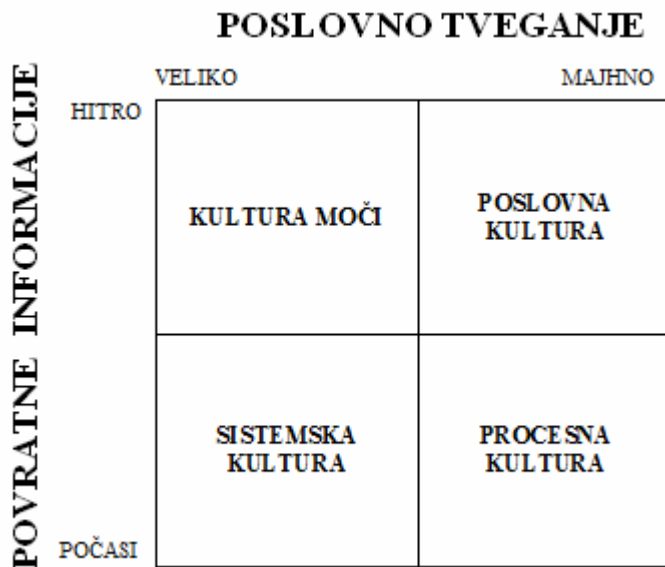 POSLOVNO TVEGANJE
VELIKO MAJHNO
POVRATNE INFORMACIJE
HITRO
KULTURA MOČI
POSLOVNA
KULTURA
SISTEMSKA
KULTURA
PROCESNA
KULTURA
POČASI